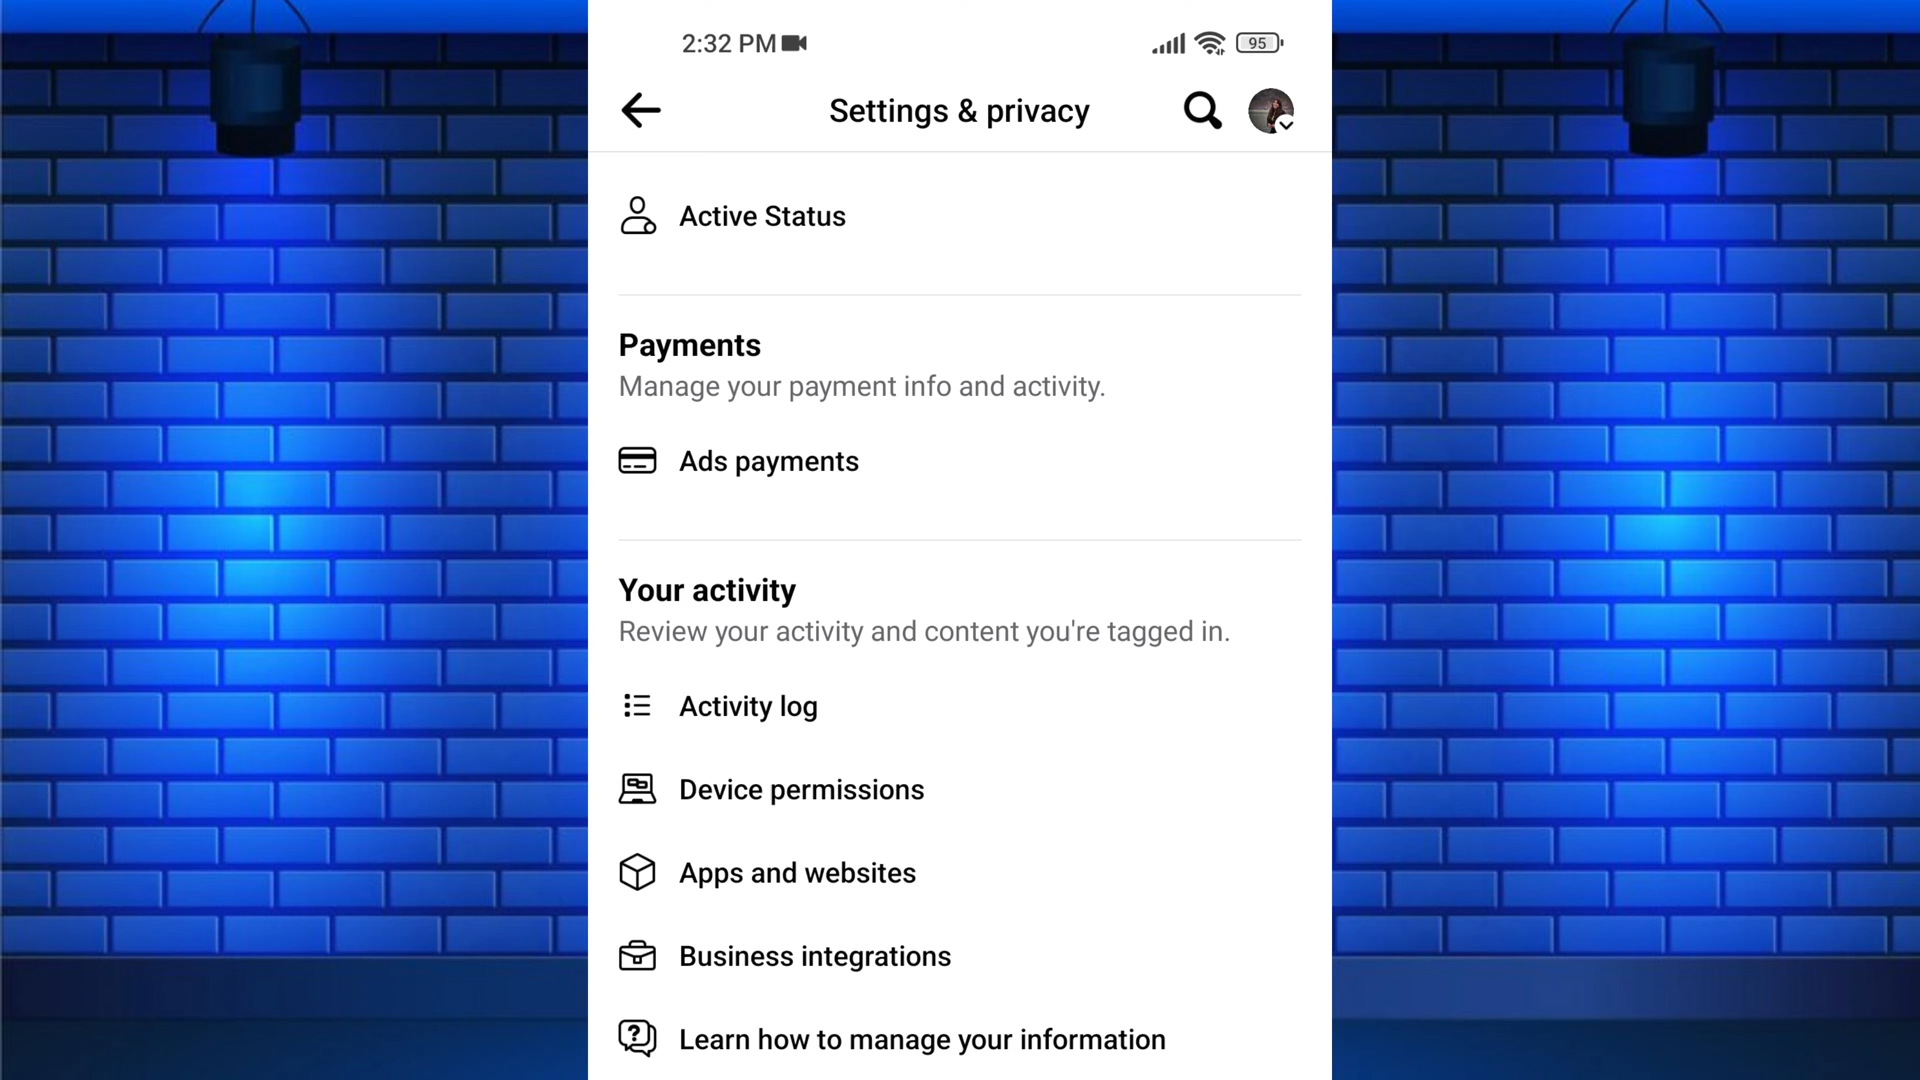 2:32 PM
95
Settings & privacy
Active Status
Payments
Manage your payment info and activity.
Ads payments
Your activity
Review your activity and content you're tagged in.
Activity log
Device permissions
Apps and websites
Business integrations
Learn how to manage your information